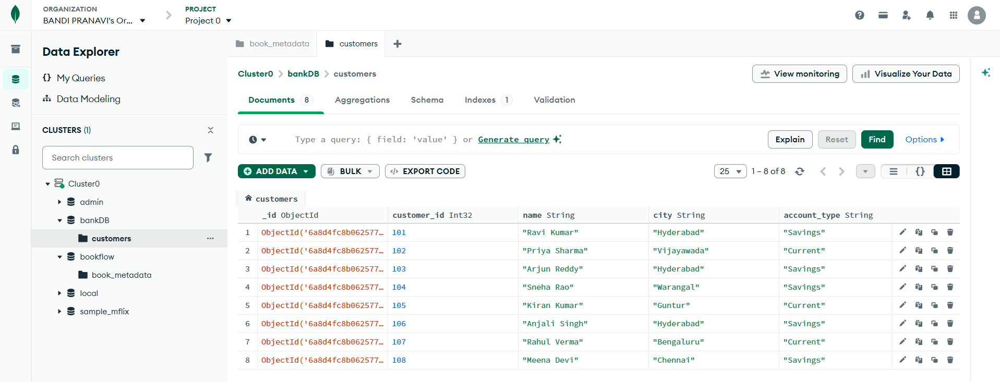 ORGANIZATION
BANDI PRANAVI's Or...
PROJECT
Project 0
Data Explorer
My Queries
Data Modeling
CLUSTERS (1)
Search clusters
Cluster0
admin
bankDB
customers
bookflow
book_metadata
local
sample_mflix
book_metadata
customers
Cluster0 > bankDB > customers
View monitoring
Visualize Your Data
Documents 8
Aggregations
Schema
Indexes 1
Validation
Type a query: { field: 'value' } or Generate query
Explain
Reset
Find
Options
ADD DATA
BULK
</> EXPORT CODE
25
1 – 8 of 8
{}
customers
_id ObjectId customer_id Int32 name String city String account_type String
1 ObjectId('6a8d4fc8b062577… 101 "Ravi Kumar" "Hyderabad" "Savings"
2 ObjectId('6a8d4fc8b062577… 102 "Priya Sharma" "Vijayawada" "Current"
3 ObjectId('6a8d4fc8b062577… 103 "Arjun Reddy" "Hyderabad" "Savings"
4 ObjectId('6a8d4fc8b062577… 104 "Sneha Rao" "Warangal" "Savings"
5 ObjectId('6a8d4fc8b062577… 105 "Kiran Kumar" "Guntur" "Current"
6 ObjectId('6a8d4fc8b062577… 106 "Anjali Singh" "Hyderabad" "Savings"
7 ObjectId('6a8d4fc8b062577… 107 "Rahul Verma" "Bengaluru" "Current"
8 ObjectId('6a8d4fc8b062577… 108 "Meena Devi" "Chennai" "Savings"